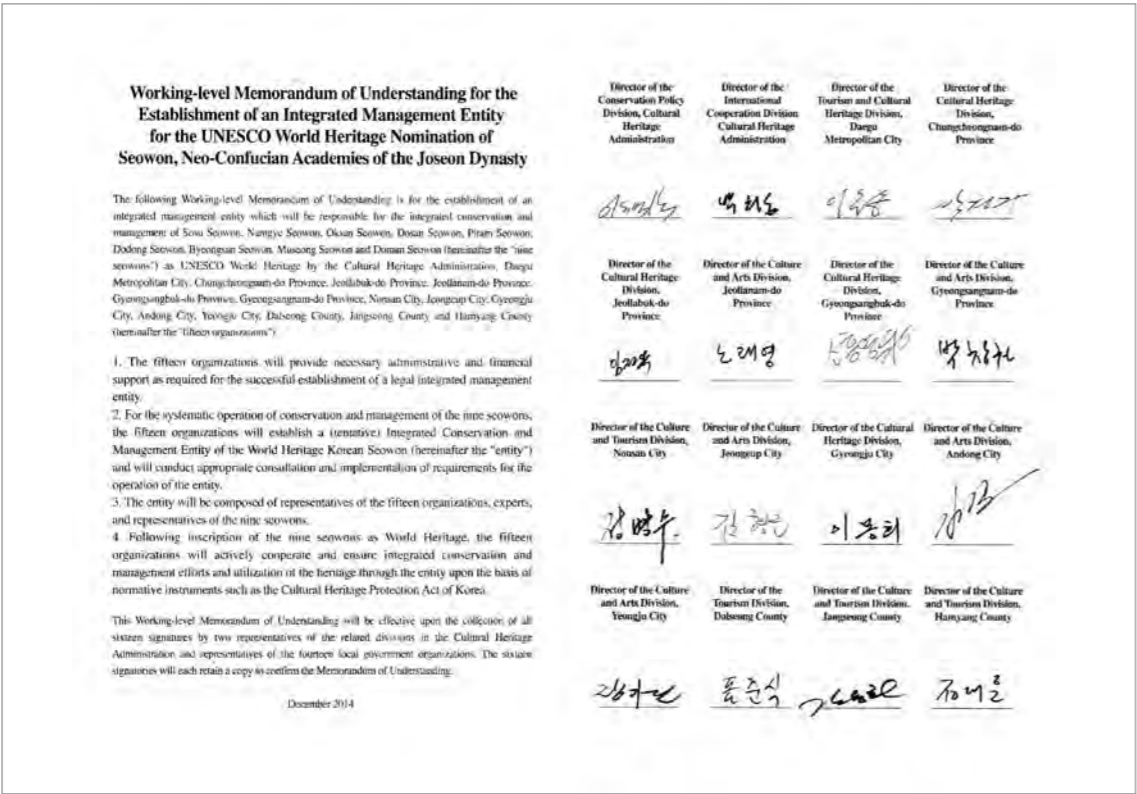 Working-level Memorandum of Understanding for the
Establishment of an Integrated Management Entity
for the UNESCO World Heritage Nomination of
Seowon, Neo-Confucian Academies of the Joseon Dynasty
The following Working-level Memorandum of Understanding is for the establishment of an
integrated management entity which will be responsible for the integrated conservation and
management of Sosu Seowon, Namgye Seowon, Oksan Seowon, Dosan Seowon, Piram Seowon,
Dodong Seowon, Byeongsan Seowon, Museong Seowon and Donam Seowon (hereinafter the "nine
seowons") as UNESCO World Heritage by the Cultural Heritage Administration, Daegu
Metropolitan City, Chungcheongnam-do Province, Jeollabuk-do Province, Jeollanam-do Province,
Gyeongsangbuk-do Province, Gyeongsangnam-do Province, Nonsan City, Jeongeup City, Gyeongju
City, Andong City, Yeongju City, Dalseong County, Jangseong County and Hamyang County
(hereinafter the "fifteen organizations")
1. The fifteen organizations will provide necessary administrative and financial
support as required for the successful establishment of a legal integrated management
entity.
2. For the systematic operation of conservation and management of the nine seowons,
the fifteen organizations will establish a (tentative) Integrated Conservation and
Management Entity of the World Heritage Korean Seowon (hereinafter the "entity")
and will conduct appropriate consultation and implementation of requirements for the
operation of the entity.
3. The entity will be composed of representatives of the fifteen organizations, experts,
and representatives of the nine seowons.
4. Following inscription of the nine seowons as World Heritage, the fifteen
organizations will actively cooperate and ensure integrated conservation and
management efforts and utilization of the heritage through the entity upon the basis of
normative instruments such as the Cultural Heritage Protection Act of Korea.
This Working-level Memorandum of Understanding will be effective upon the collection of all
sixteen signatures by two representatives of the related divisions in the Cultural Heritage
Administration and representatives of the fourteen local government organizations. The sixteen
signatories will each retain a copy to confirm the Memorandum of Understanding.
December 2014
Director of the
Conservation Policy
Division, Cultural
Heritage
Administration
Director of the
International
Cooperation Division
Cultural Heritage
Administration
Director of the
Tourism and Cultural
Heritage Division,
Daegu
Metropolitan City
Director of the
Cultural Heritage
Division,
Chungcheongnam-do
Province
Director of the
Cultural Heritage
Division,
Jeollabuk-do
Province
Director of the Culture
and Arts Division,
Jeollanam-do
Province
노래영
Director of the
Cultural Heritage
Division,
Gyeongsangbuk-do
Province
Director of the Culture
and Arts Division,
Gyeongsangnam-do
Province
Director of the Culture
and Tourism Division,
Nonsan City
Director of the Culture
and Arts Division,
Jeongeup City
Director of the Cultural
Heritage Division,
Gyeongju City
Director of the Culture
and Arts Division,
Andong City
Director of the Culture
and Arts Division,
Yeongju City
Director of the
Tourism Division,
Dalseong County
표준식
Director of the Culture
and Tourism Division,
Jangseong County
Director of the Culture
and Tourism Division,
Hamyang County